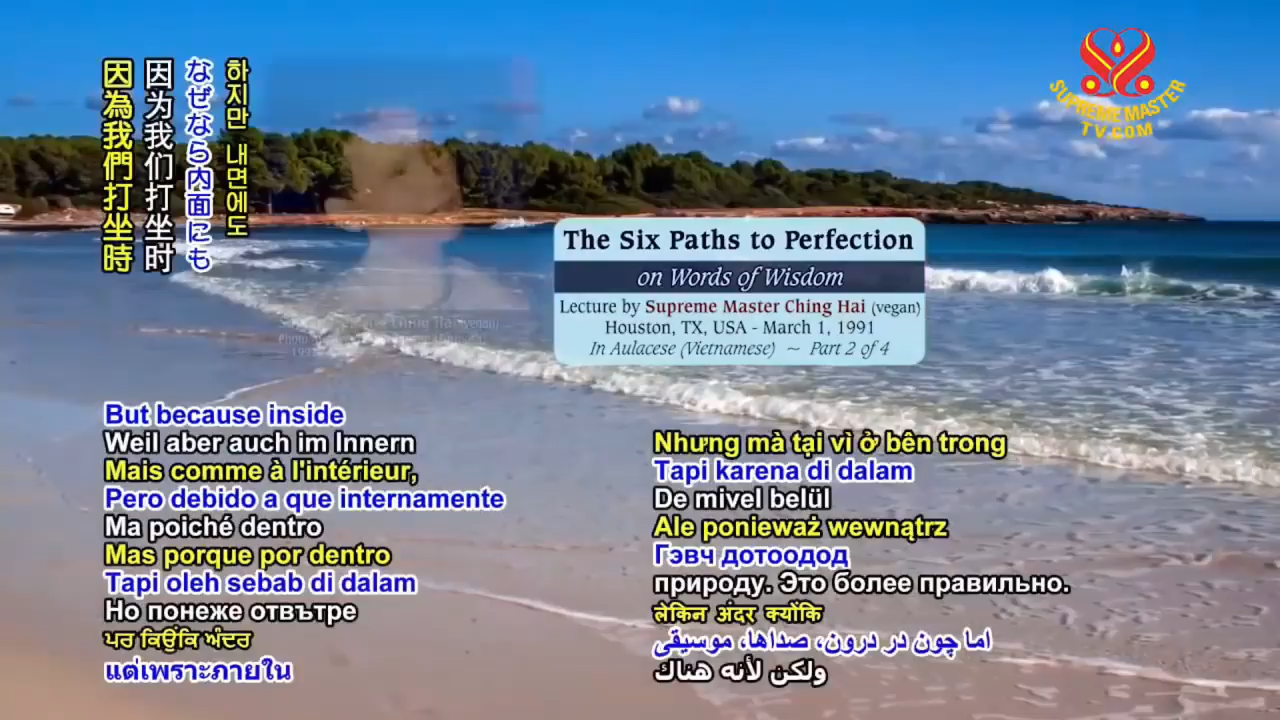 因為我們打坐時
因为我们打坐时
なぜなら内面にも
하지만 내면에도
SUPREME MASTER
TV.COM
The Six Paths to Perfection
on Words of Wisdom
Lecture by Supreme Master Ching Hai (vegan)
Houston, TX, USA - March 1, 1991
In Aulacese (Vietnamese) ~ Part 2 of 4
But because inside
Weil aber auch im Innern
Mais comme à l'intérieur,
Pero debido a que internamente
Ma poiché dentro
Mas porque por dentro
Tapi oleh sebab di dalam
Но понеже отвътре
ਪਰ ਕਿਉਂਕਿ ਅੰਦਰ
แต่เพราะภายใน
Nhưng mà tại vì ở bên trong
Tapi karena di dalam
De mivel belül
Ale ponieważ wewnątrz
Гэвч дотоодод
природу. Это более правильно.
लेकिन अंदर क्योंकि
اما چون در درون، صداها، موسیقی
ولكن لأنه هناك